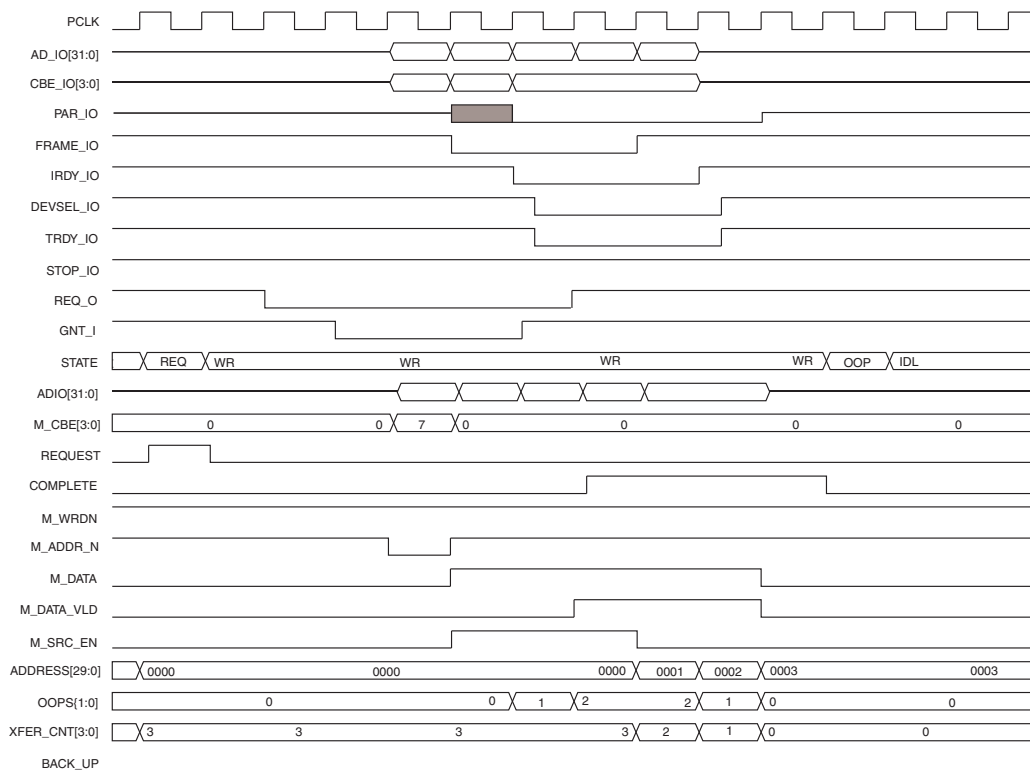 PCLK
AD_IO[31:0]
CBE_IO[3:0]
PAR_IO
FRAME_IO
IRDY_IO
DEVSEL_IO
TRDY_IO
STOP_IO
REQ_O
GNT_I
STATE REQ WR WR WR WR OOP IDL
ADIO[31:0]
M_CBE[3:0] 0 0 7 0 0 0 0
REQUEST
COMPLETE
M_WRDN
M_ADDR_N
M_DATA
M_DATA_VLD
M_SRC_EN
ADDRESS[29:0] 0000 0000 0000 0001 0002 0003 0003
OOPS(1:0] 0 0 1 2 2 1 0 0
XFER_CNT[3:0] 3 3 3 3 2 1 0 0
BACK_UP